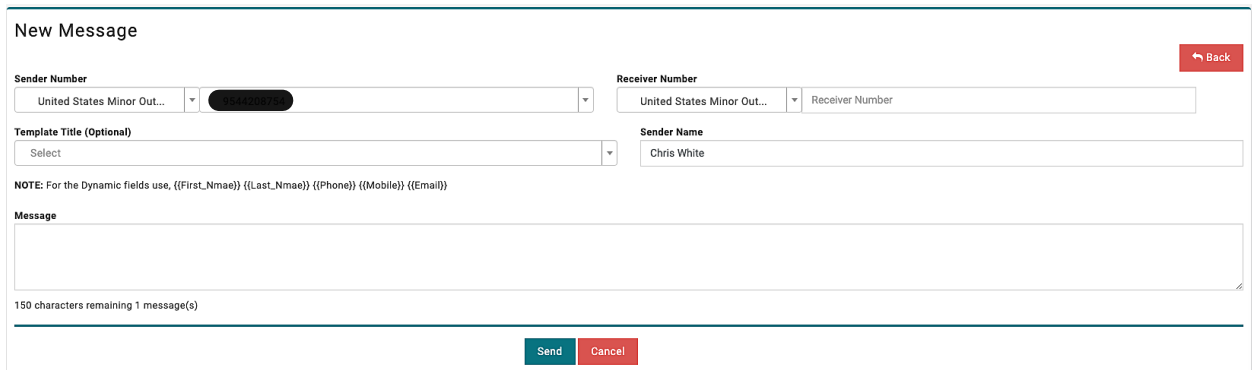 New Message
Back
Sender Number
Receiver Number
United States Minor Out...
United States Minor Out...
Receiver Number
Template Title (Optional)
Sender Name
Select
Chris White
NOTE: For the Dynamic fields use, {{First_Nmae}} {{Last_Nmae}} {{Phone}} {{Mobile}} {{Email}}
Message
150 characters remaining 1 message(s)
Send
Cancel